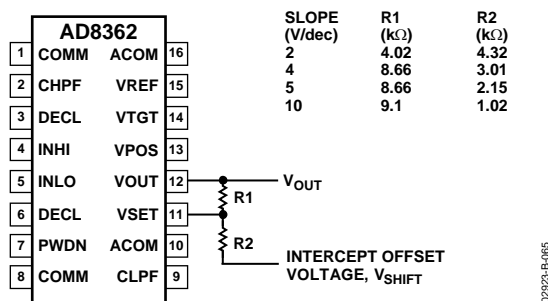 AD8362
1 COMM ACOM 16
2 CHPF VREF 15
3 DECL VTGT 14
4 INHI VPOS 13
5 INLO VOUT 12
6 DECL VSET 11
7 PWDN ACOM 10
8 COMM CLPF 9
SLOPE R1 R2
(V/dec) (kΩ) (kΩ)
2 4.02 4.32
4 8.66 3.01
5 8.66 2.15
10 9.1 1.02
VOUT
R1
R2
INTERCEPT OFFSET
VOLTAGE, VSHIFT
02923-B-065